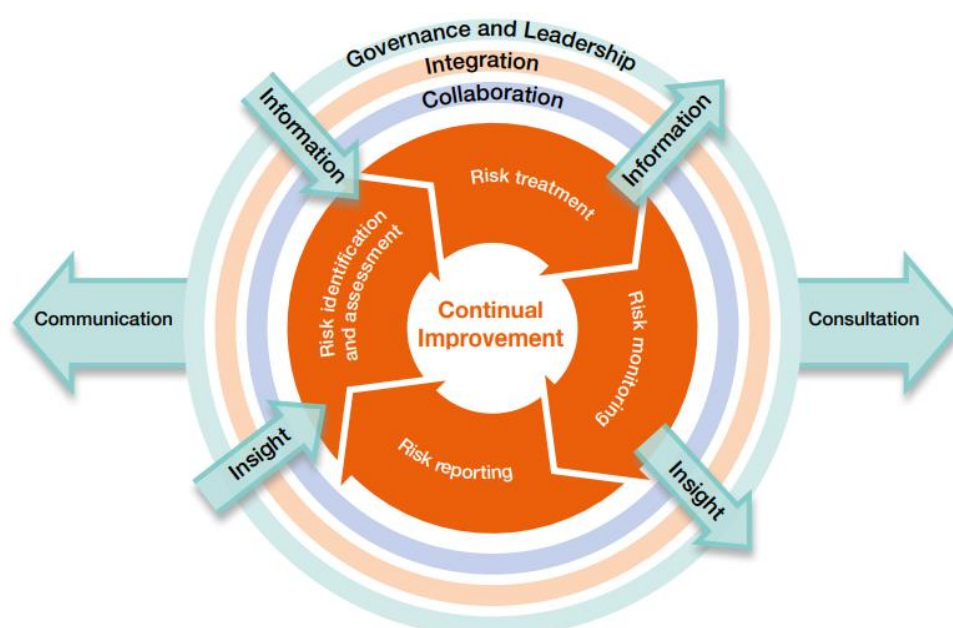 Governance and Leadership
Integration
Collaboration
Information
Information
Risk treatment
Risk identification
and assessment
Continual
Improvement
Risk monitoring
Communication
Consultation
Insight
Risk reporting
Insight